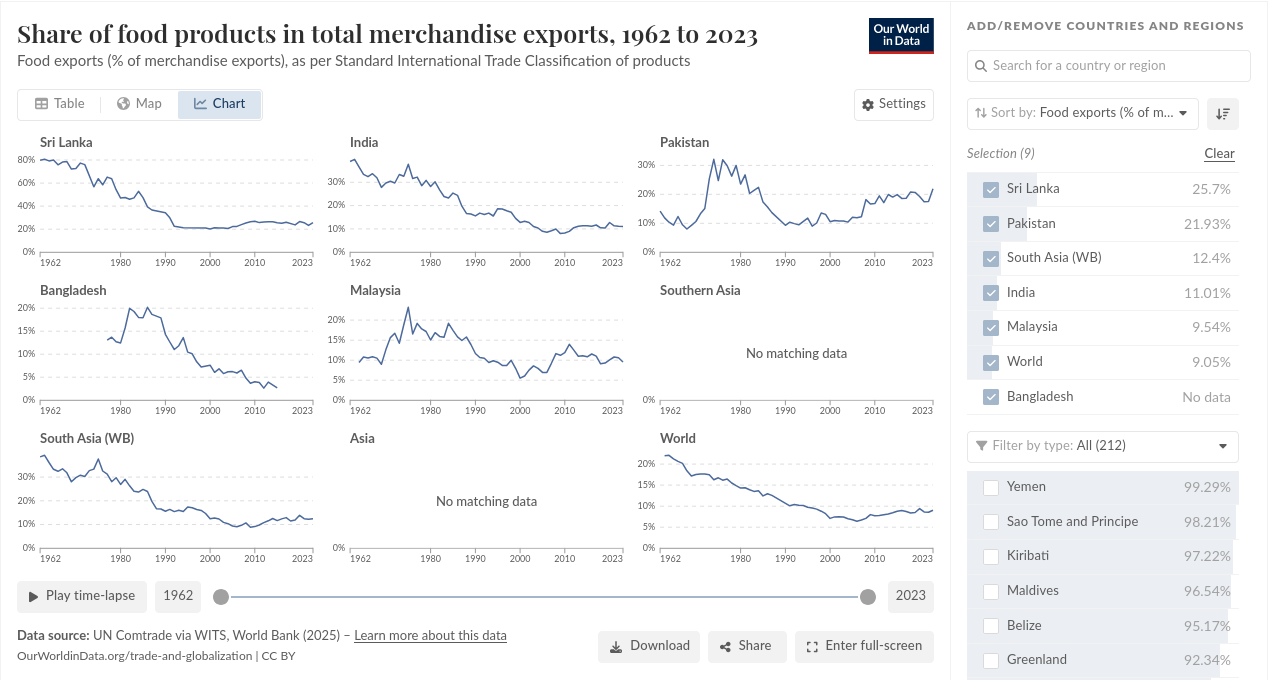 Share of food products in total merchandise exports, 1962 to 2023
Food exports (% of merchandise exports), as per Standard International Trade Classification of products
Our World
in Data
Table
Map
Chart
Settings
Sri Lanka
80%
60%
40%
20%
0%
1962 1980 1990 2000 2010 2023
India
30%
20%
10%
0%
1962 1980 1990 2000 2010 2023
Pakistan
30%
20%
10%
0%
1962 1980 1990 2000 2010 2023
Bangladesh
20%
15%
10%
5%
0%
1962 1980 1990 2000 2010 2023
Malaysia
20%
15%
10%
5%
0%
1962 1980 1990 2000 2010 2023
Southern Asia
No matching data
0%
1962 1980 1990 2000 2010 2023
South Asia (WB)
30%
20%
10%
0%
1962 1980 1990 2000 2010 2023
Asia
No matching data
0%
1962 1980 1990 2000 2010 2023
World
20%
15%
10%
5%
0%
1962 1980 1990 2000 2010 2023
Play time-lapse 1962 2023
Data source: UN Comtrade via WITS, World Bank (2025) – Learn more about this data
OurWorldinData.org/trade-and-globalization | CC BY
Download
Share
Enter full-screen
ADD/REMOVE COUNTRIES AND REGIONS
Search for a country or region
Sort by: Food exports (% of m...
Selection (9) Clear
Sri Lanka 25.7%
Pakistan 21.93%
South Asia (WB) 12.4%
India 11.01%
Malaysia 9.54%
World 9.05%
Bangladesh No data
Filter by type: All (212)
Yemen 99.29%
Sao Tome and Principe 98.21%
Kiribati 97.22%
Maldives 96.54%
Belize 95.17%
Greenland 92.34%